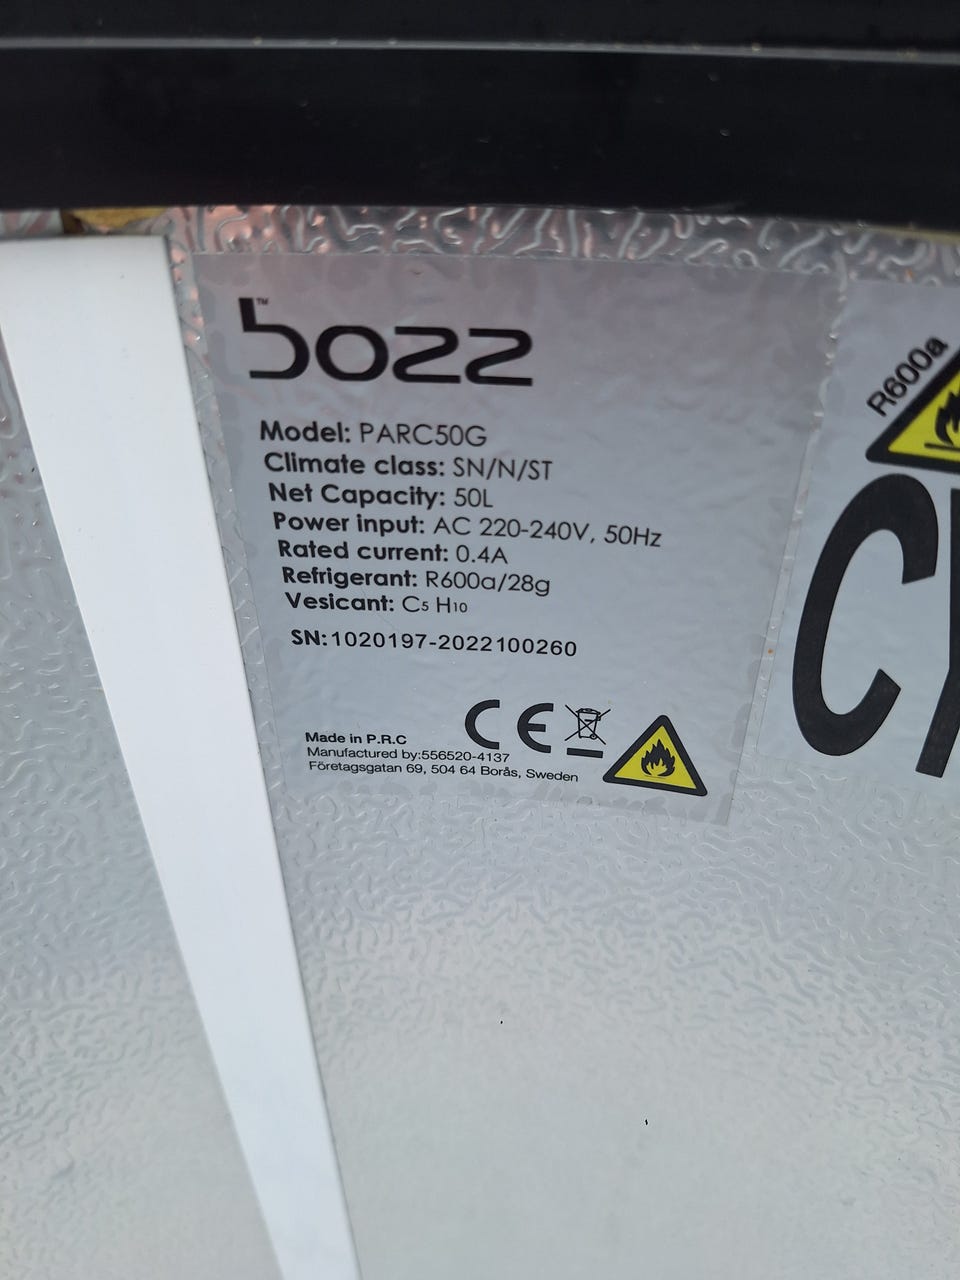 bozz™
Model: PARC50G
Climate class: SN/N/ST
Net Capacity: 50L
Power input: AC 220-240V, 50Hz
Rated current: 0.4A
Refrigerant: R600a/28g
Vesicant: C5 H10
SN:1020197-2022100260
CE
Made in P.R.C
Manufactured by:556520-4137
Företagsgatan 69, 504 64 Borås, Sweden
R600a